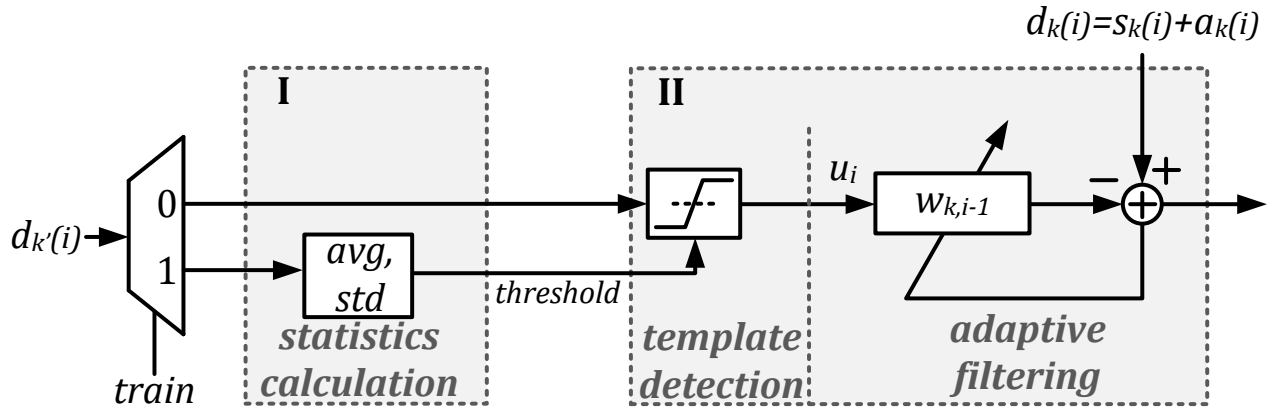 dk(i)=sk(i)+ak(i)
I
II
0
ui
− +
wk,i-1
+
dk'(i)
1
avg,
std
threshold
statistics
calculation
template
detection
adaptive
filtering
train